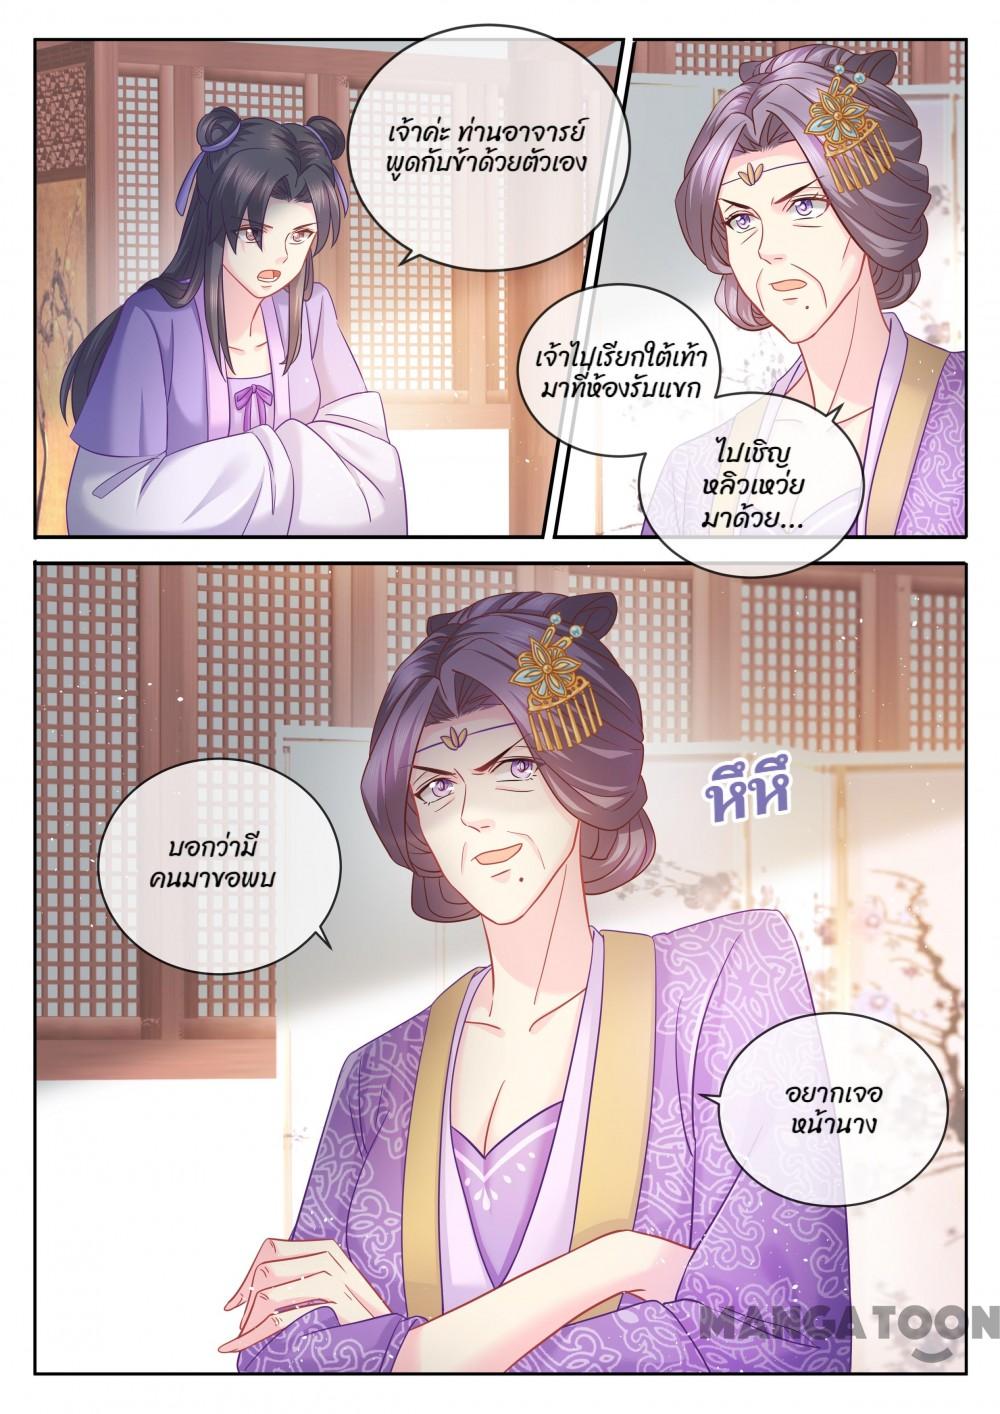 เจ้าค่ะ ท่านอาจารย์
พูดกับข้าด้วยตัวเอง
เจ้าไปเรียกใต้เท้า
มาที่ห้องรับแขก
ไปเชิญ
หลิวเหว่ย
มาด้วย...
หึหึ
บอกว่ามี
คนมาขอพบ
อยากเจอ
หน้านาง
MANGATOON